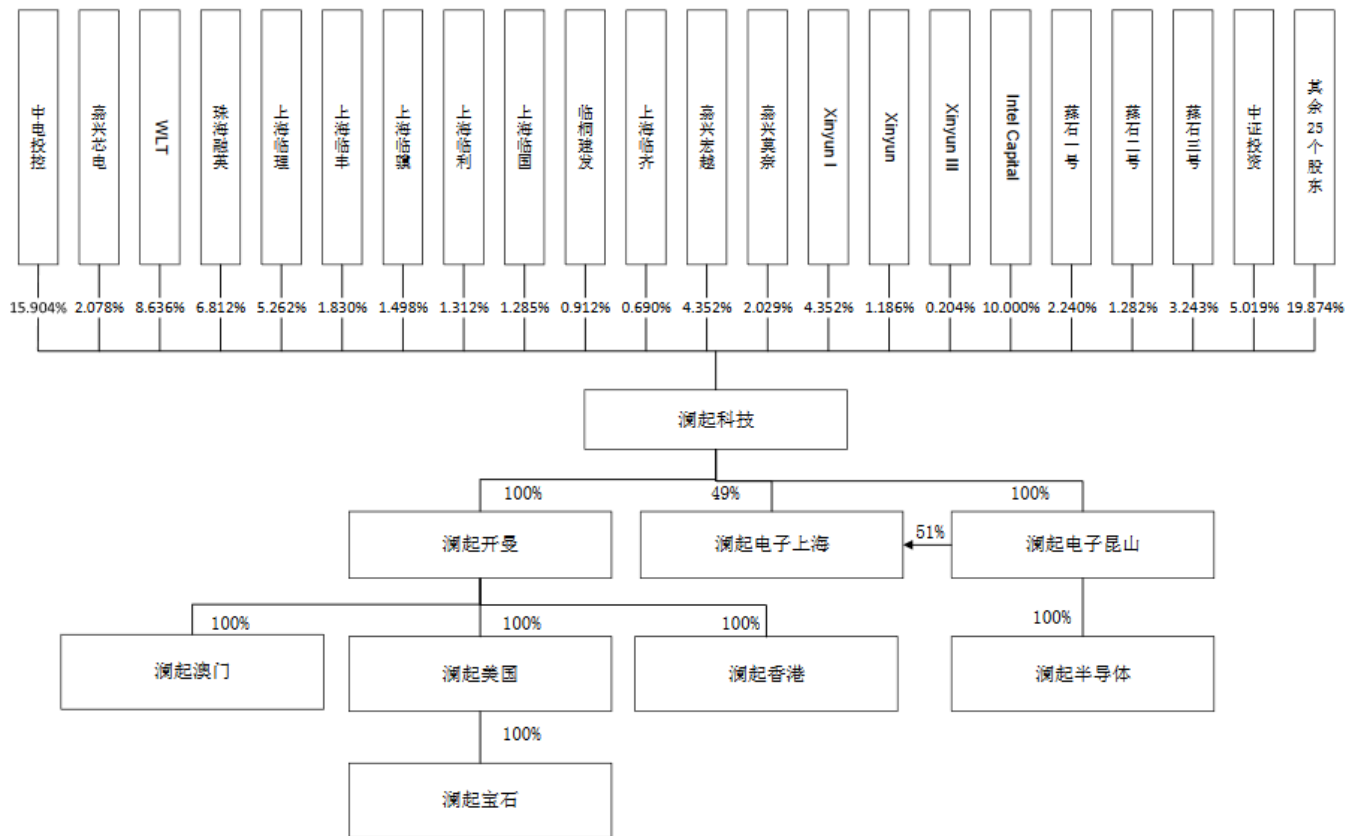 中电投控
嘉兴芯电
WLT
珠海融英
上海临理
上海临丰
上海临骥
上海临利
上海临国
临桐建发
上海临齐
嘉兴宏越
嘉兴莫奈
Xinyun I
Xinyun
Xinyun III
Intel Capital
萚石一号
萚石二号
萚石三号
中证投资
其余25个股东
15.904% 2.078% 8.636% 6.812% 5.262% 1.830% 1.498% 1.312% 1.285% 0.912% 0.690% 4.352% 2.029% 4.352% 1.186% 0.204% 10.000% 2.240% 1.282% 3.243% 5.019% 19.874%
澜起科技
100% 49% 100%
澜起开曼 澜起电子上海 51% 澜起电子昆山
100% 100% 100% 100%
澜起澳门 澜起美国 澜起香港 澜起半导体
100%
澜起宝石